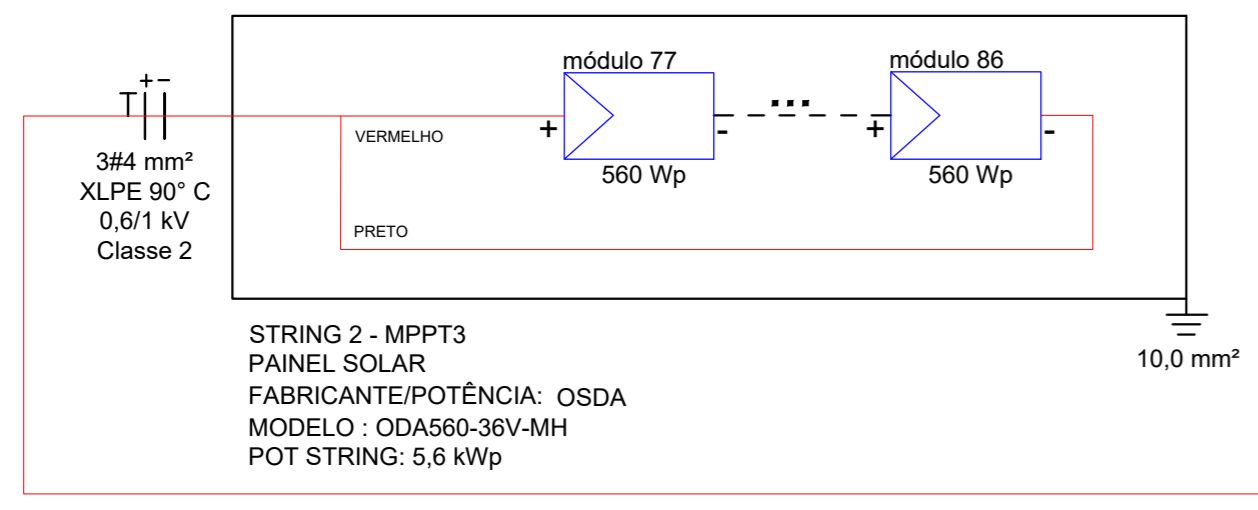 módulo 77
módulo 86
+ -
T
VERMELHO
+
-
...
+
-
3#4 mm²
560 Wp
560 Wp
XLPE 90° C
0,6/1 kV
PRETO
Classe 2
STRING 2 - MPPT3
PAINEL SOLAR
10,0 mm²
FABRICANTE/POTÊNCIA: OSDA
MODELO : ODA560-36V-MH
POT STRING: 5,6 kWp